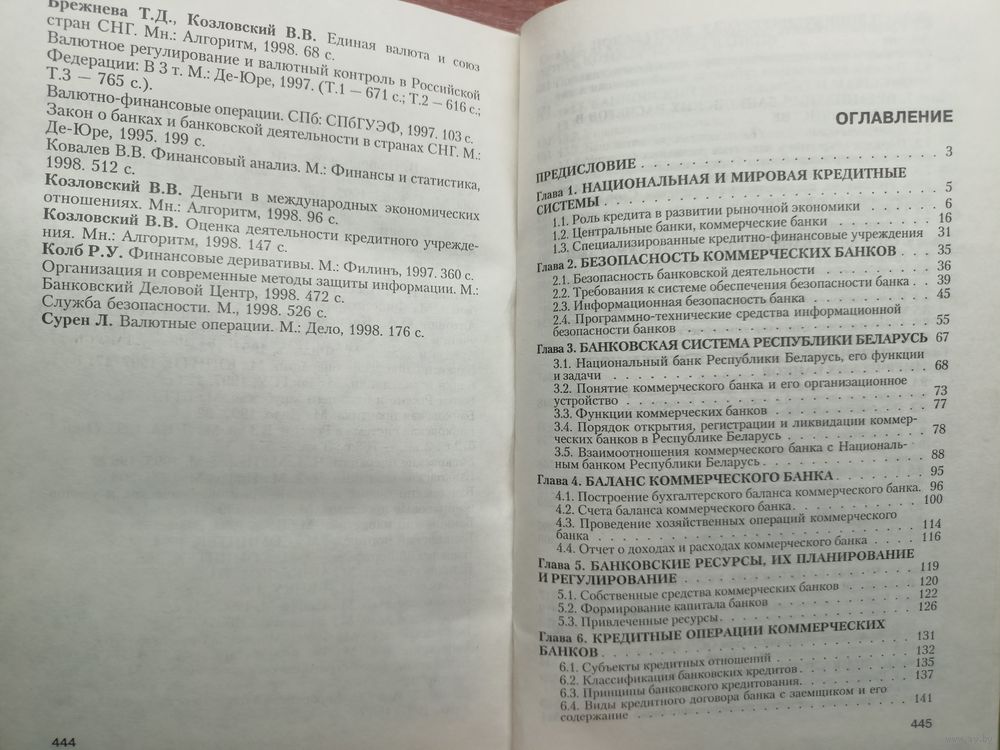 Брежнева Т.Д., Козловский В.В. Единая валюта и союз
стран СНГ. Мн.: Алгоритм, 1998. 68 с.
Валютное регулирование и валютный контроль в Российской
Федерации: В 3 т. М.: Де-Юре, 1997. (Т.1 — 671 с.; Т.2 — 616 с.;
Т.3 — 765 с.).
Валютно-финансовые операции. СПб: СПбГУЭФ, 1997. 103 с.
Закон о банках и банковской деятельности в странах СНГ. М.:
Де-Юре, 1995. 199 с.
Ковалев В.В. Финансовый анализ. М.: Финансы и статистика,
1998. 512 с.
Козловский В.В. Деньги в международных экономических
отношениях. Мн.: Алгоритм, 1998. 96 с.
Козловский В.В. Оценка деятельности кредитного учрежде-
ния. Мн.: Алгоритм, 1998. 147 с.
Колб Р.У. Финансовые деривативы. М.: Филинъ, 1997. 360 с.
Организация и современные методы защиты информации. М.:
Банковский Деловой Центр, 1998. 472 с.
Служба безопасности. М., 1998. 526 с.
Сурен Л. Валютные операции. М.: Дело, 1998. 176 с.
444
ОГЛАВЛЕНИЕ
ПРЕДИСЛОВИЕ . . . 3
Глава 1. НАЦИОНАЛЬНАЯ И МИРОВАЯ КРЕДИТНЫЕ
СИСТЕМЫ . . . 5
1.1. Роль кредита в развитии рыночной экономики . . . 6
1.2. Центральные банки, коммерческие банки . . . 16
1.3. Специализированные кредитно-финансовые учреждения 31
Глава 2. БЕЗОПАСНОСТЬ КОММЕРЧЕСКИХ БАНКОВ . . . 35
2.1. Безопасность банковской деятельности . . . 36
2.2. Требования к системе обеспечения безопасности банка . . 39
2.3. Информационная безопасность банка . . . 45
2.4. Программно-технические средства информационной
безопасности банков . . . 55
Глава 3. БАНКОВСКАЯ СИСТЕМА РЕСПУБЛИКИ БЕЛАРУСЬ 67
3.1. Национальный банк Республики Беларусь, его функции
и задачи . . . 68
3.2. Понятие коммерческого банка и его организационное
устройство . . . 73
3.3. Функции коммерческих банков . . . 77
3.4. Порядок открытия, регистрации и ликвидации коммер-
ческих банков в Республике Беларусь . . . 78
3.5. Взаимоотношения коммерческого банка с Националь-
ным банком Республики Беларусь . . . 88
Глава 4. БАЛАНС КОММЕРЧЕСКОГО БАНКА . . . 95
4.1. Построение бухгалтерского баланса коммерческого банка. 96
4.2. Счета баланса коммерческого банка . . . 100
4.3. Проведение хозяйственных операций коммерческого
банка . . . 114
4.4. Отчет о доходах и расходах коммерческого банка . . . 116
Глава 5. БАНКОВСКИЕ РЕСУРСЫ, ИХ ПЛАНИРОВАНИЕ
И РЕГУЛИРОВАНИЕ . . . 119
5.1. Собственные средства коммерческих банков . . . 120
5.2. Формирование капитала банков . . . 122
5.3. Привлеченные ресурсы . . . 126
Глава 6. КРЕДИТНЫЕ ОПЕРАЦИИ КОММЕРЧЕСКИХ
БАНКОВ . . . 131
6.1. Субъекты кредитных отношений . . . 132
6.2. Классификация банковских кредитов . . . 135
6.3. Принципы банковского кредитования . . . 137
6.4. Виды кредитного договора банка с заемщиком и его
содержание . . . 141
445